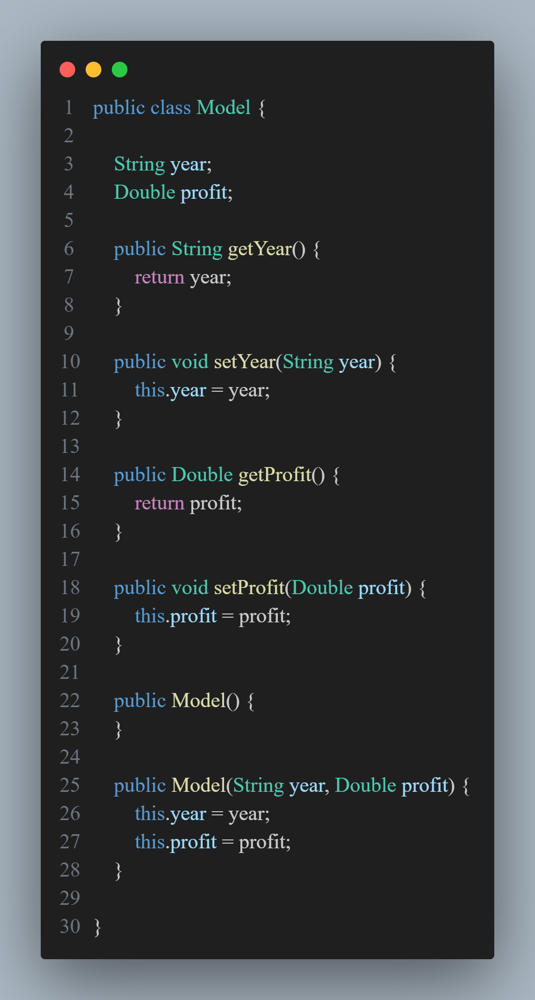 1 public class Model {
2
3     String year;
4     Double profit;
5
6     public String getYear() {
7         return year;
8     }
9
10     public void setYear(String year) {
11         this.year = year;
12     }
13
14     public Double getProfit() {
15         return profit;
16     }
17
18     public void setProfit(Double profit) {
19         this.profit = profit;
20     }
21
22     public Model() {
23     }
24
25     public Model(String year, Double profit) {
26         this.year = year;
27         this.profit = profit;
28     }
29
30 }